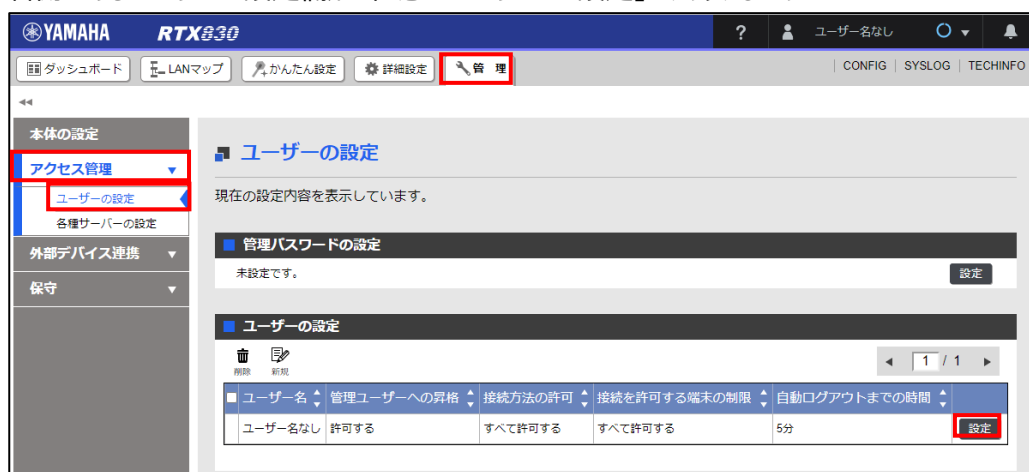 YAMAHA RTX830 ? ユーザー名なし
ダッシュボード LANマップ かんたん設定 詳細設定 管 理 | CONFIG | SYSLOG | TECHINFO
本体の設定
アクセス管理
ユーザーの設定
各種サーバーの設定
外部デバイス連携
保守
ユーザーの設定
現在の設定内容を表示しています。
管理パスワードの設定
未設定です。 設定
ユーザーの設定
削除 新規 1 / 1
ユーザー名 管理ユーザーへの昇格 接続方法の許可 接続を許可する端末の制限 自動ログアウトまでの時間
ユーザー名なし 許可する すべて許可する すべて許可する 5分 設定